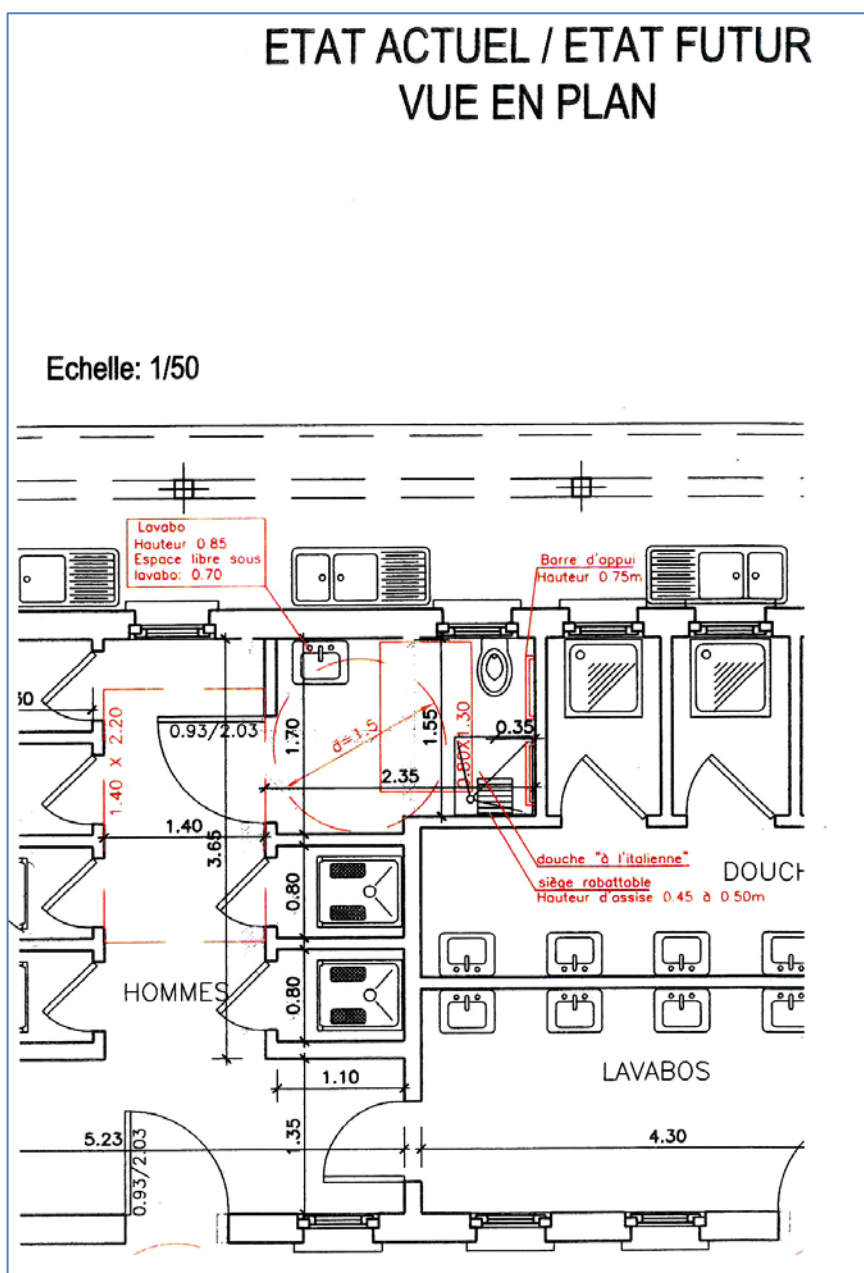 ETAT ACTUEL / ETAT FUTUR
VUE EN PLAN
Echelle: 1/50
Lavabo
Hauteur 0.85
Espace libre sous
lavabo: 0.70
Barre d'appui
Hauteur 0.75m
1.40 X 2.20
0.93/2.03
1.70
d=1.5
1.55
0.80X1.30
0.35
2.35
1.40
3.65
douche "à l'italienne"
siège rabattable
Hauteur d'assise 0.45 à 0.50m
DOUCH
0.80
HOMMES
0.80
LAVABOS
1.10
5.23
0.93/2.03
1.35
4.30